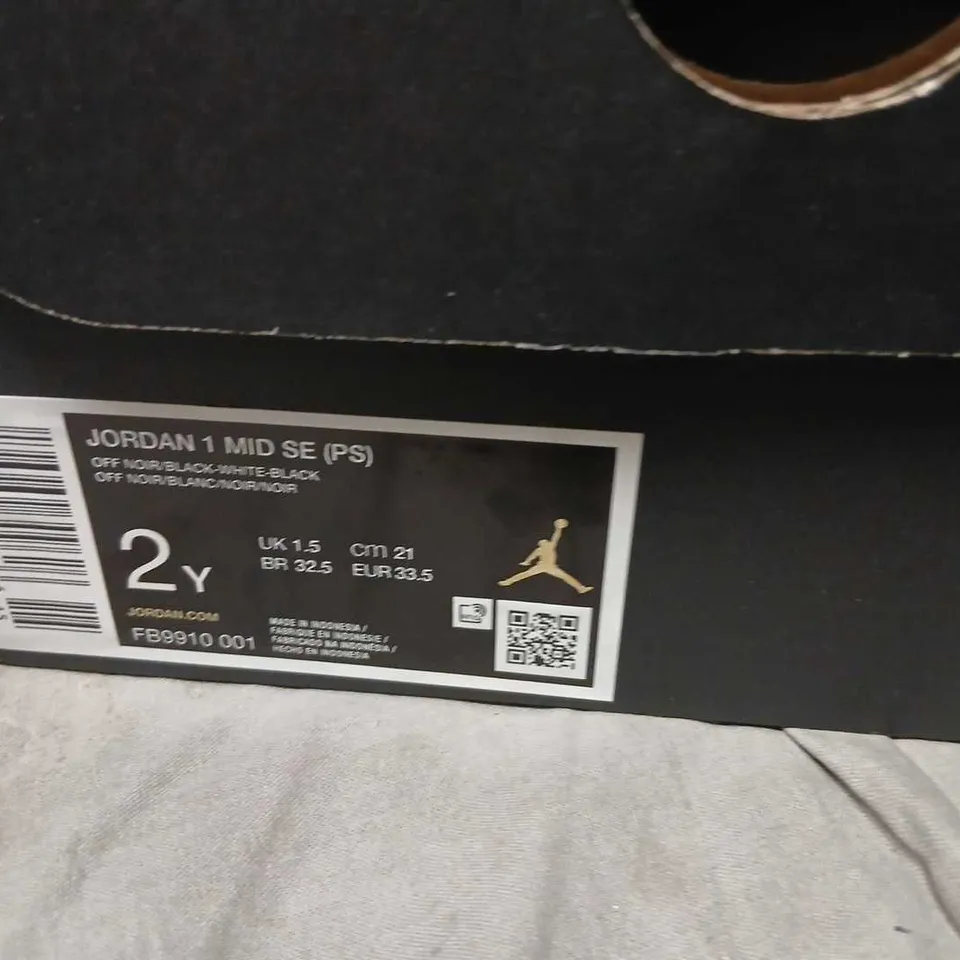 JORDAN 1 MID SE (PS)
OFF NOIR/BLACK-WHITE-BLACK
OFF NOIR/BLANC/NOIR/NOIR
2Y
UK 1.5 cm 21
BR 32.5 EUR 33.5
JORDAN.COM
FB9910 001
MADE IN INDONESIA /
FABRIQUE EN INDONESIE /
FABRICADO NA INDONÉSIA /
HECHO EN INDONESIA